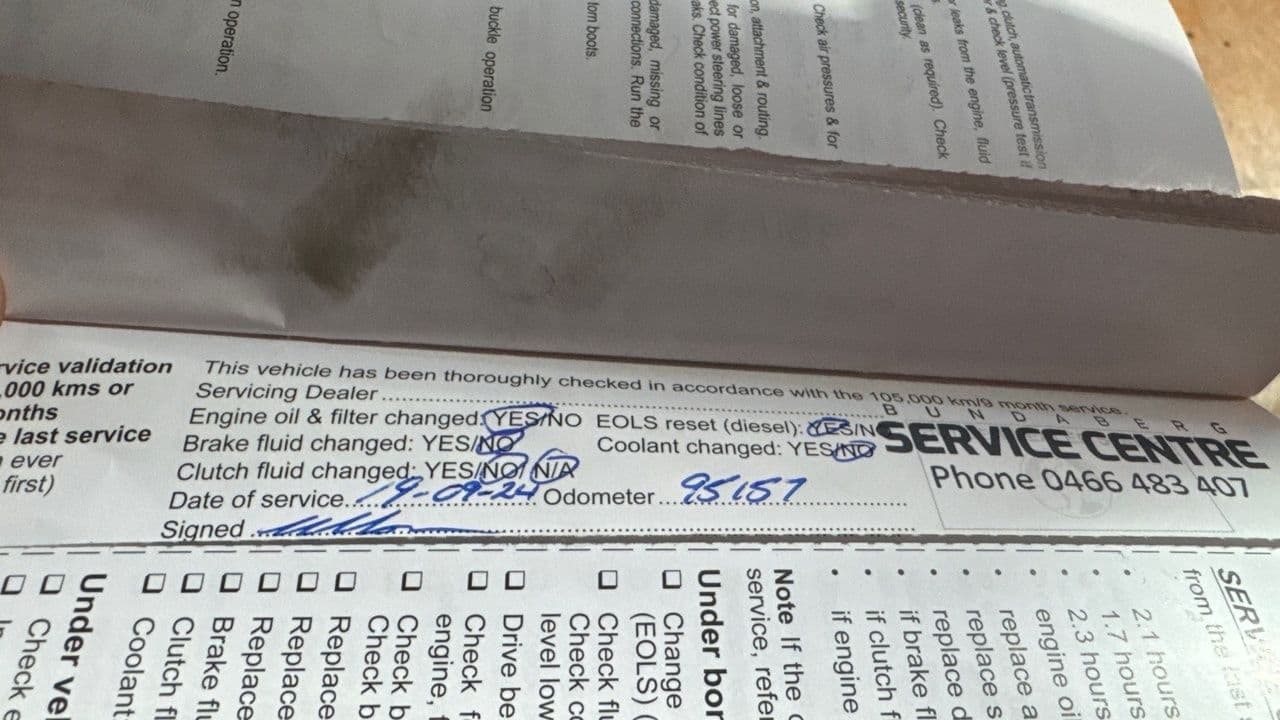 n operation.
buckle operation
tom boots.
damaged, missing or
connections. Run the
on, attachment & routing.
for damaged, loose or
ed power steering lines
aks. Check condition of
Check air pressures & for
r leaks from the engine, fluid
(clean as required). Check
security.
g, clutch, automatic transmission
r & check level (pressure test if
rvice validation
,000 kms or
onths
e last service
ever
first)
This vehicle has been thoroughly checked in accordance with the 105,000 km/9 month service.
Servicing Dealer
Engine oil & filter changed: YES/NO EOLS reset (diesel): YES/N
Brake fluid changed: YES/NO Coolant changed: YES/NO
Clutch fluid changed: YES/NO/ N/A
Date of service 19-09-24 Odometer 95157
Signed
BUNDABERG
SERVICE CENTRE
Phone 0466 483 407
SERV
from the last
2.1 hours
1.7 hours
2.3 hours
engine oi
replace a
replace s
replace d
if brake fl
if clutch f
if engine
Note If the
service, refe
Under bon
Change
(EOLS) (
Check flu
Check co
level low
Drive be
Check f
engine, f
Check b
Check b
Replace
Replace
Replace
Brake flu
Clutch fl
Coolant
Under ve
Check e